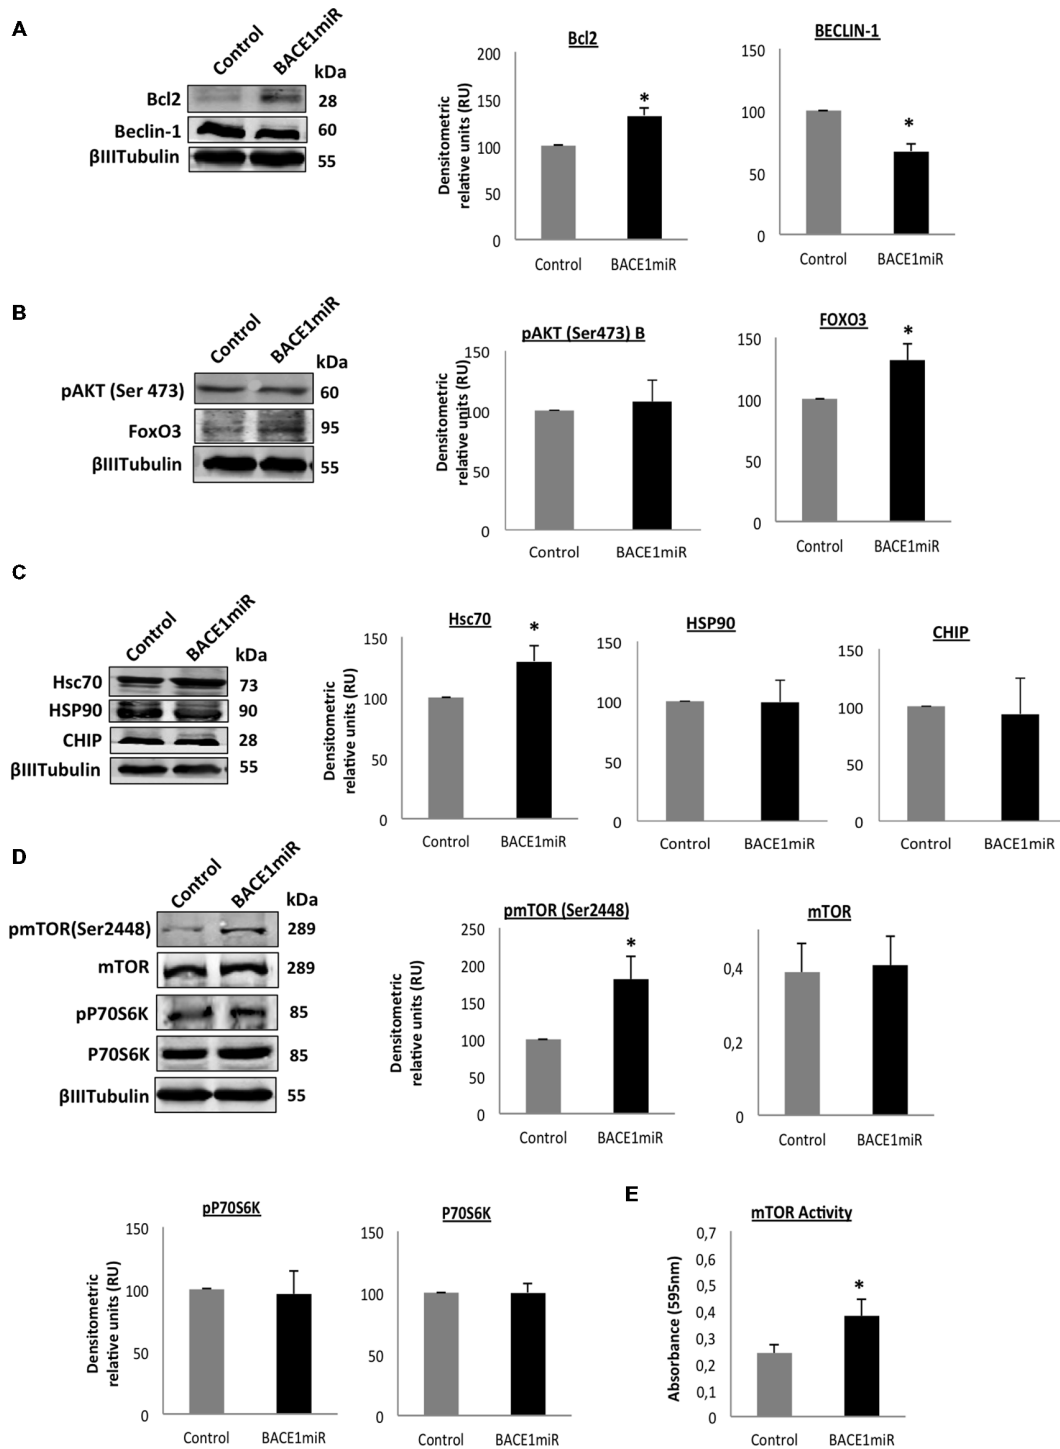 A
Control
BACE1miR
kDa
Bcl2
28
Beclin-1
60
βIIITubulin
55
Bcl2
Densitometric
relative units (RU)
200
150
100
50
0
*
Control
BACE1miR
BECLIN-1
150
100
50
0
*
Control
BACE1miR
B
Control
BACE1miR
kDa
pAKT (Ser 473)
60
FoxO3
95
βIIITubulin
55
pAKT (Ser473) B
Densitometric
relative units (RU)
150
100
50
0
Control
BACE1miR
FOXO3
150
100
50
0
*
Control
BACE1miR
C
Control
BACE1miR
kDa
Hsc70
73
HSP90
90
CHIP
28
βIIITubulin
55
Hsc70
Densitometric
relative units (RU)
150
100
50
0
*
Control
BACE1miR
HSP90
150
100
50
0
Control
BACE1miR
CHIP
150
100
50
0
Control
BACE1miR
D
Control
BACE1miR
kDa
pmTOR(Ser2448)
289
mTOR
289
pP70S6K
85
P70S6K
85
βIIITubulin
55
pmTOR (Ser2448)
Densitometric
relative units (RU)
250
200
150
100
50
0
*
Control
BACE1miR
mTOR
0,4
0,2
0
Control
BACE1miR
pP70S6K
Densitometric
relative units (RU)
150
100
50
0
Control
BACE1miR
P70S6K
150
100
50
0
Control
BACE1miR
E
mTOR Activity
Absorbance (595nm)
0,7
0,6
0,5
0,4
0,3
0,2
0,1
0
*
Control
BACE1miR